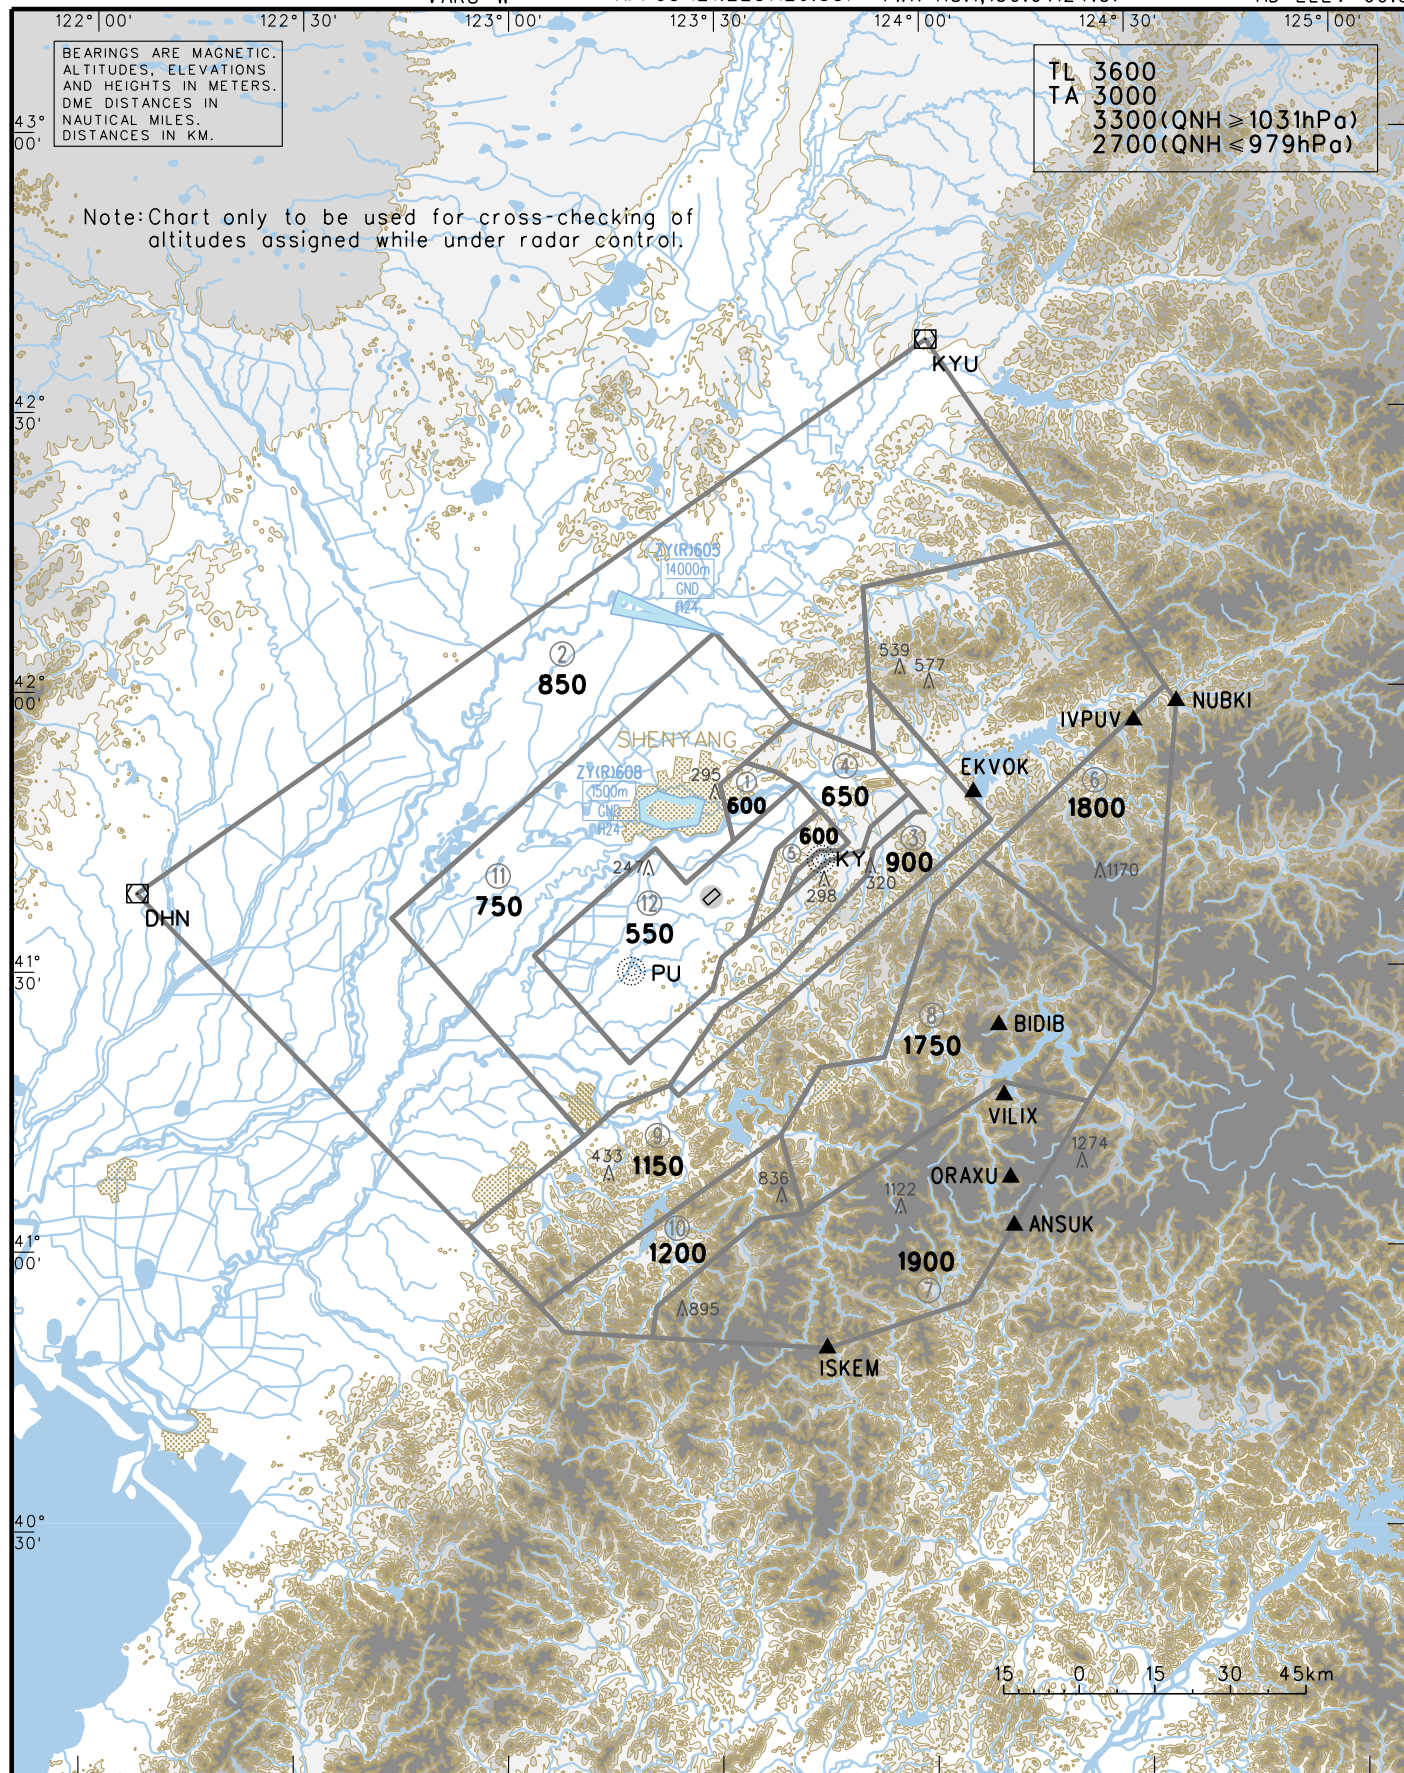 122°00'
122°30'
123°00'
123°30'
124°00'
124°30'
125°00'
BEARINGS ARE MAGNETIC.
ALTITUDES, ELEVATIONS
AND HEIGHTS IN METERS.
DME DISTANCES IN
NAUTICAL MILES.
DISTANCES IN KM.
TL 3600
TA 3000
3300(QNH≥1031hPa)
2700(QNH≤979hPa)
43°
00'
Note:Chart only to be used for cross-checking of
altitudes assigned while under radar control.
KYU
42°
30'
ZY(R)605
14000m
GND
H24
539
577
2
850
42°
00'
NUBKI
IVPUV
SHENYANG
EKVOK
ZY(R)608
1500m
GND
H24
295
1
600
4
650
6
1800
600
5
KY
3
900
247
298
320
1170
11
750
12
550
DHN
PU
41°
30'
8
1750
BIDIB
VILIX
9
1150
433
1274
836
ORAXU
1122
ANSUK
10
1200
1900
7
41°
00'
895
ISKEM
40°
30'
15 0 15 30 45km